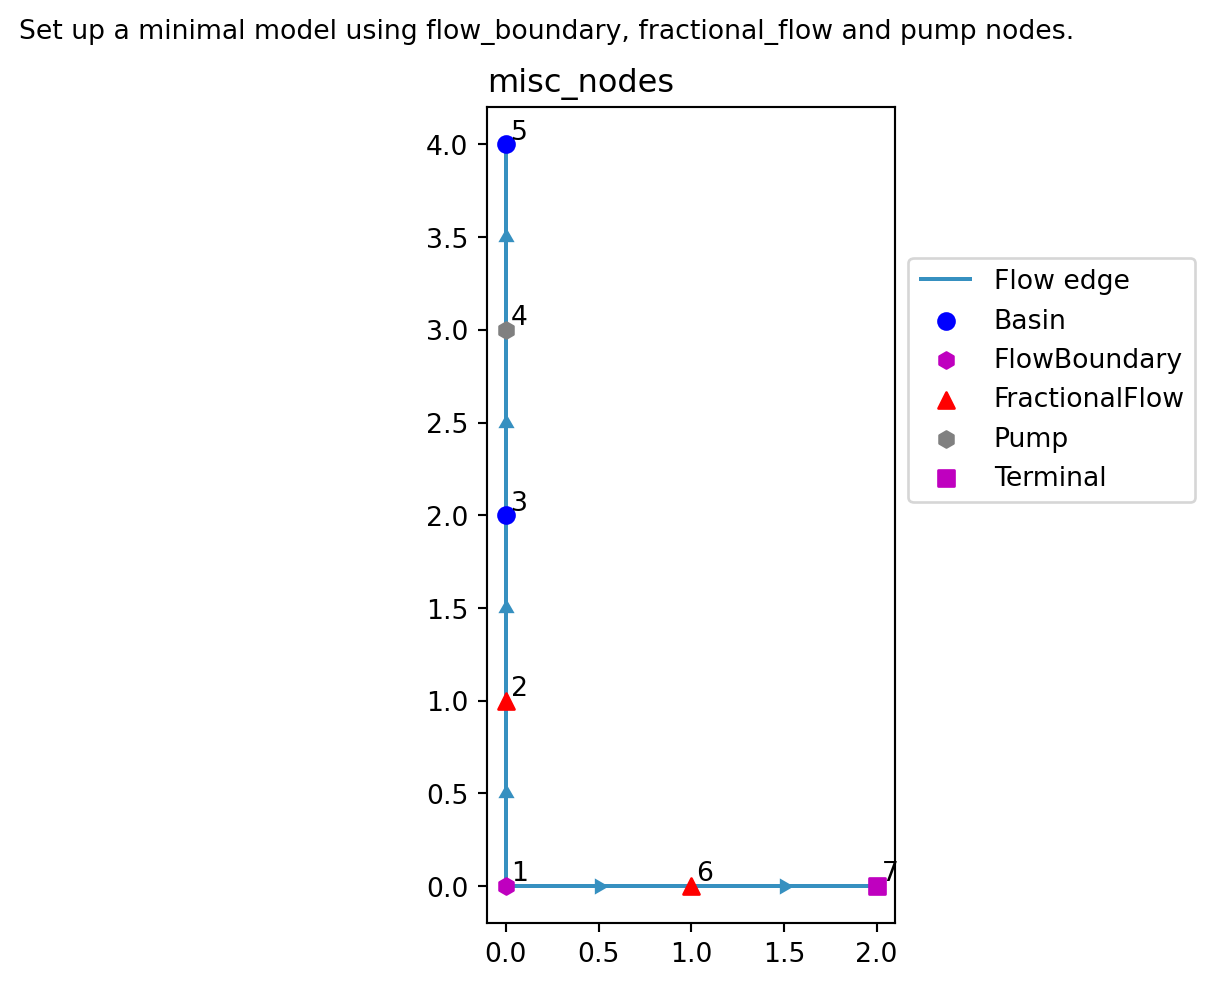 Set up a minimal model using flow_boundary, fractional_flow and pump nodes.
misc_nodes
5
4.0
3.5
4
3.0
2.5
3
2.0
1.5
2
1.0
0.5
1
6
7
0.0
0.0 0.5 1.0 1.5 2.0
Flow edge
Basin
FlowBoundary
FractionalFlow
Pump
Terminal